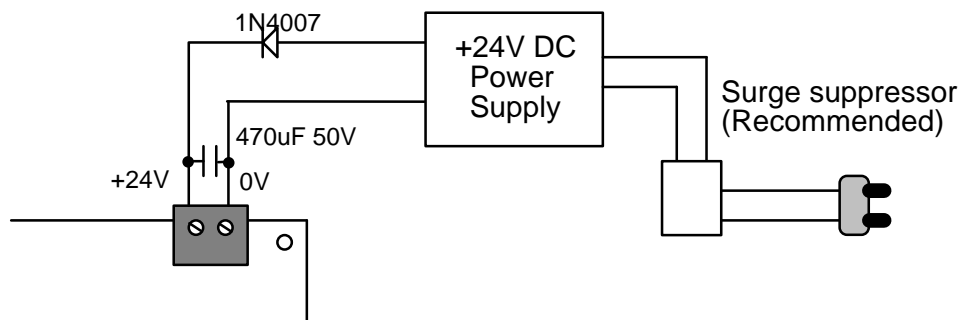 1N4007
+24V DC
Power
Supply
Surge suppressor
(Recommended)
470uF 50V
+24V
0V